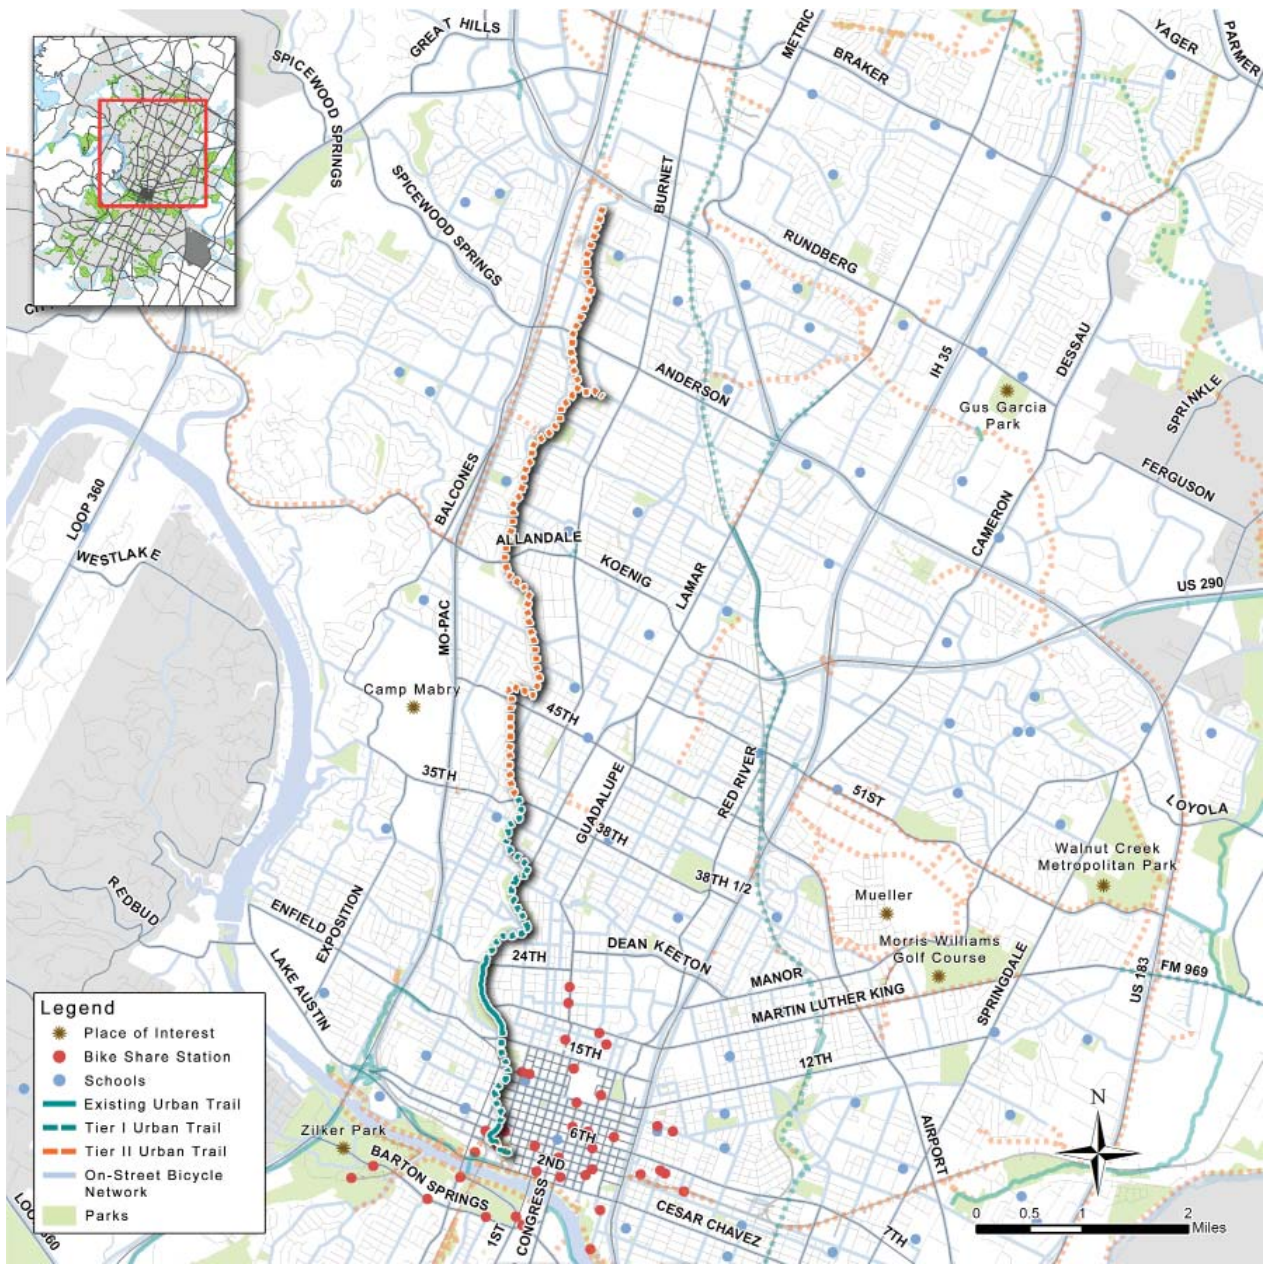 GREAT HILLS
METRIC
BRAKER
YAGER
PARMER
SPICEWOOD SPRINGS
SPICEWOOD SPRINGS
BURNET
RUNDBERG
DESSAU
IH 35
ANDERSON
Gus Garcia
Park
SPRINKLE
FERGUSON
BALCONES
LOOP 360
WESTLAKE
ALLANDALE
KOENIG
LAMAR
CAMERON
US 290
MO-PAC
Camp Mabry
45TH
35TH
GUADALUPE
38TH
RED RIVER
51ST
LOYOLA
38TH 1/2
Walnut Creek
Metropolitan Park
Mueller
REDBUD
ENFIELD
EXPOSITION
LAKE AUSTIN
24TH
DEAN KEETON
MANOR
Morris Williams
Golf Course
MARTIN LUTHER KING
SPRINGDALE
US 183
FM 969
15TH
12TH
6TH
2ND
AIRPORT
Zilker Park
BARTON SPRINGS
1ST
CONGRESS
CESAR CHAVEZ
7TH
Legend
Place of Interest
Bike Share Station
Schools
Existing Urban Trail
Tier I Urban Trail
Tier II Urban Trail
On-Street Bicycle
Network
Parks
N
0 0.5 1 2
Miles